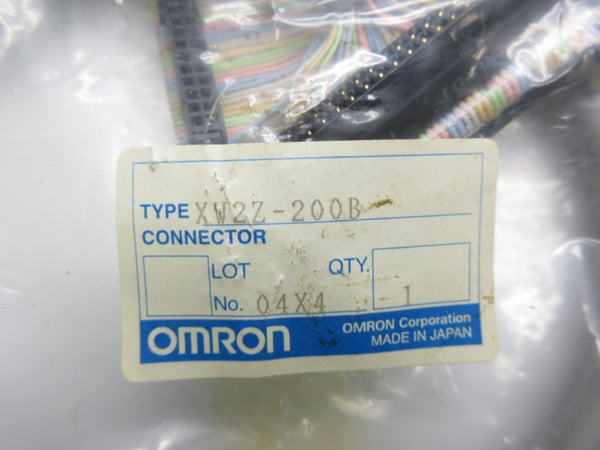 TYPE XW2Z-200B
CONNECTOR
LOT No. 04X4
QTY. 1
OMRON
OMRON Corporation
MADE IN JAPAN